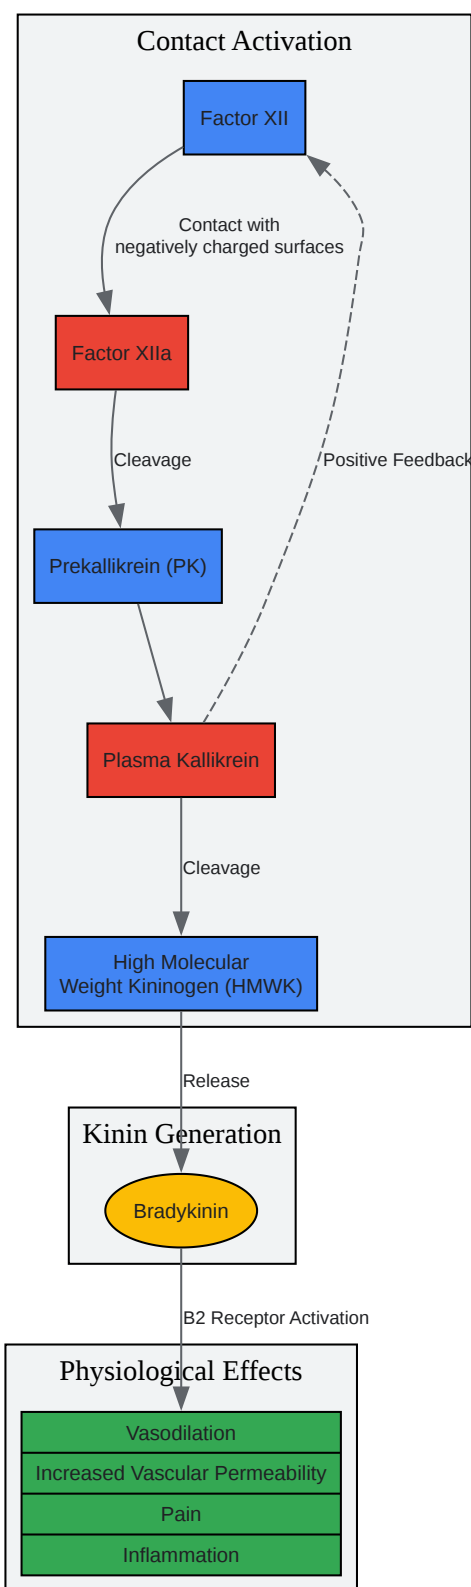 Contact Activation
Factor XII
Contact with
negatively charged surfaces
Factor XIIa
Cleavage
Positive Feedback
Prekallikrein (PK)
Plasma Kallikrein
Cleavage
High Molecular
Weight Kininogen (HMWK)
Release
Kinin Generation
Bradykinin
B2 Receptor Activation
Physiological Effects
Vasodilation
Increased Vascular Permeability
Pain
Inflammation